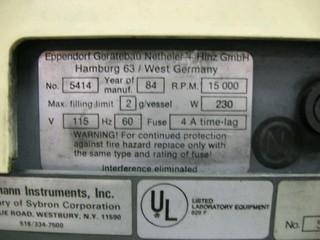 Eppendorf Gerätebau Netheler + Hinz GmbH
Hamburg 63 / West Germany
No. 5414 Year of manuf. 84 R.P.M. 15 000
Max. filling/limit 2 g/vessel W 230
V 115 Hz 60 Fuse 4 A time-lag
WARNING! For continued protection
against fire hazard replace only with
the same type and rating of fuse!
Interference eliminated
mann Instruments, Inc.
ry of Sybron Corporation
UE ROAD, WESTBURY, N.Y. 11590
516/334-7500
UL
LISTED
LABORATORY EQUIPMENT
829 F
No.